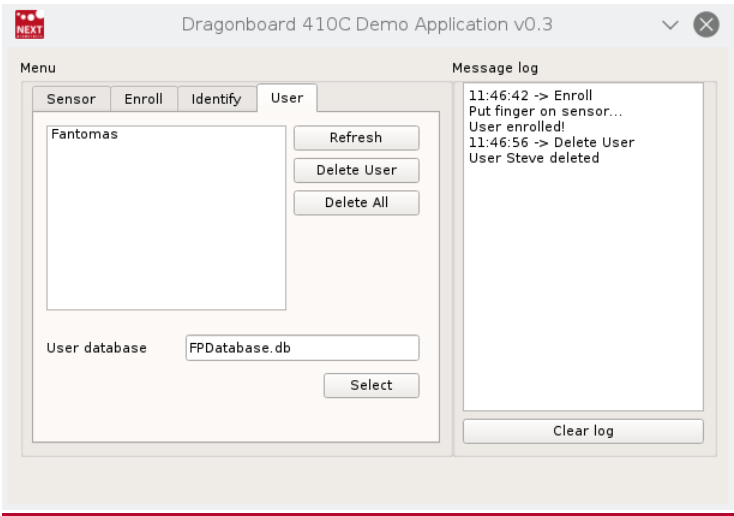 NEXT
Dragonboard 410C Demo Application v0.3
Menu
Sensor Enroll Identify User
Fantomas
Refresh
Delete User
Delete All
User database FPDatabase.db
Select
Message log
11:46:42 -> Enroll
Put finger on sensor...
User enrolled!
11:46:56 -> Delete User
User Steve deleted
Clear log